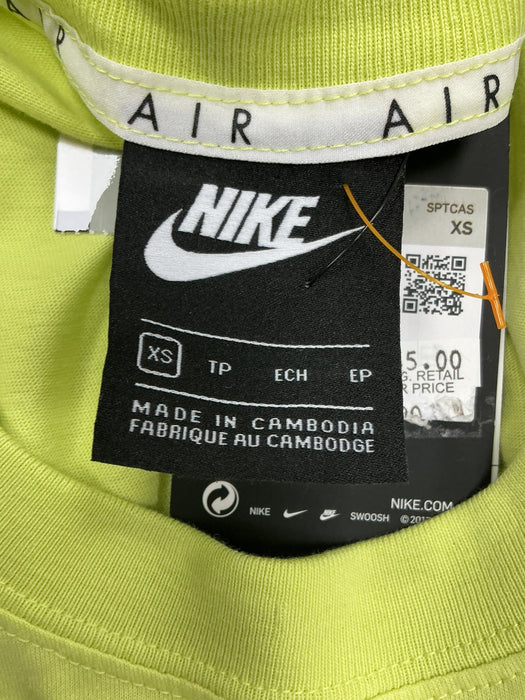 AIR AIR
NIKE
XS TP ECH EP
MADE IN CAMBODIA
FABRIQUE AU CAMBODGE
SPTCAS
XS
5.00
RETAIL
PRICE
NIKE SWOOSH
NIKE.COM